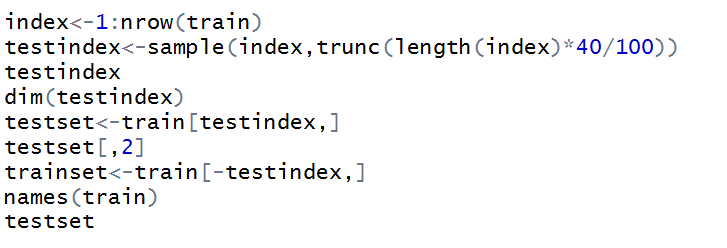 index<-1:nrow(train)
testindex<-sample(index,trunc(length(index)*40/100))
testindex
dim(testindex)
testset<-train[testindex,]
testset[,2]
trainset<-train[-testindex,]
names(train)
testset